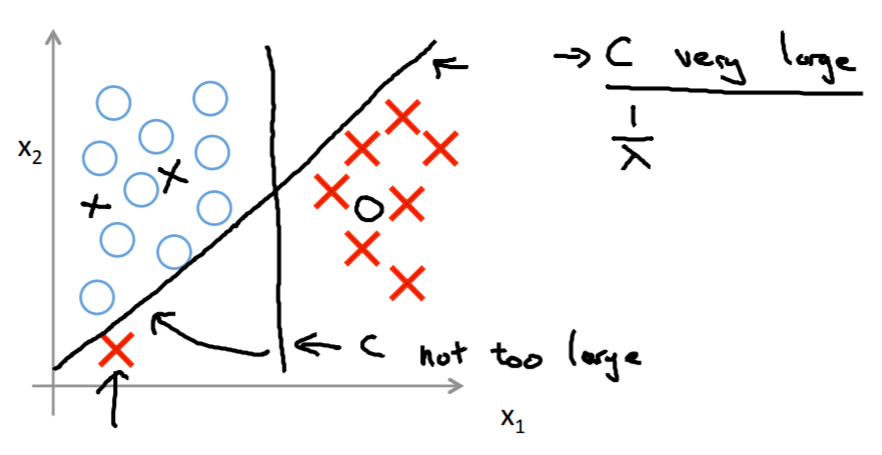 → C very large
1/λ
x₂
← C not too large
x₁